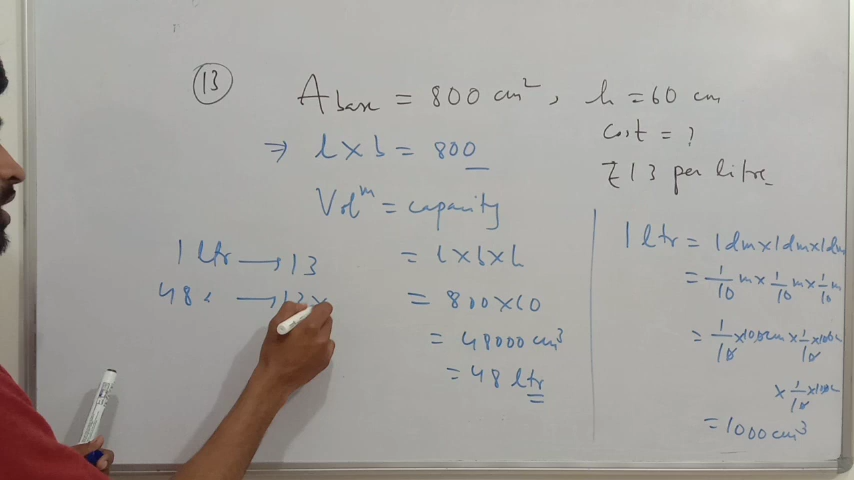 13
A base = 800 cm², h = 60 cm
cost = ?
₹13 per litre
⇒ l × b = 800
Volᵐ = capacity
= l × b × h
= 800 × 60
= 48000 cm³
= 48 ltr
1 ltr → 13
48 → 13 ×
1 ltr = 1dm × 1dm × 1dm
= 1/10 m × 1/10 m × 1/10 m
= 1/10 × 100cm × 1/10 × 100c
× 1/10 × 100c
= 1000 cm³